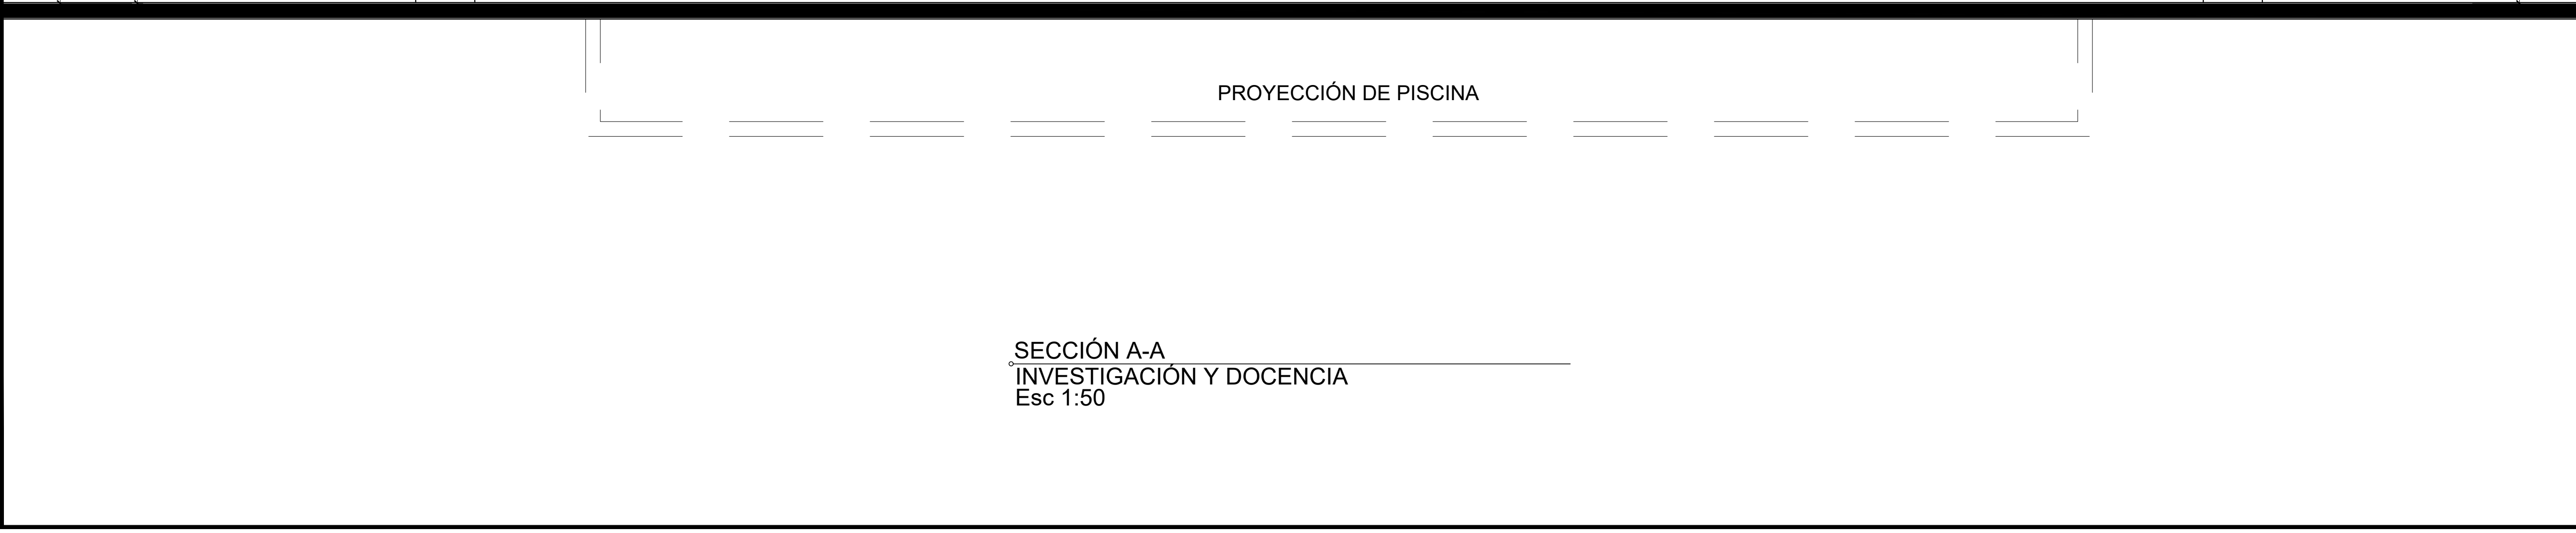 PROYECCIÓN DE PISCINA
SECCIÓN A-A
INVESTIGACIÓN Y DOCENCIA
Esc 1:50